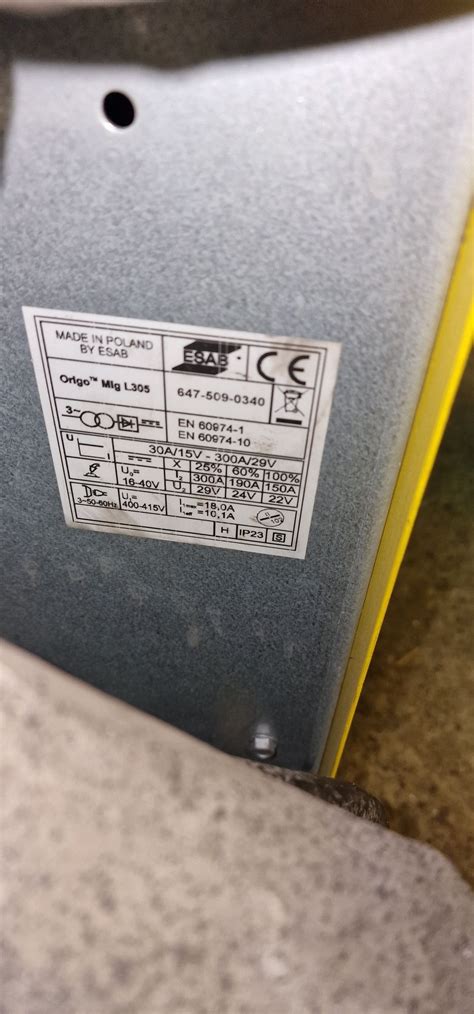 MADE IN POLAND
BY ESAB
ESAB
CE
Origo™ Mig L305
647-509-0340
3~
EN 60974-1
EN 60974-10
30A/15V - 300A/29V
X 25% 60% 100%
U₀=
16-40V
I₂ 300A 190A 150A
U₂ 29V 24V 22V
3~50-60Hz
U₁=
400-415V
=18,0A
=10,1A
H IP23 S